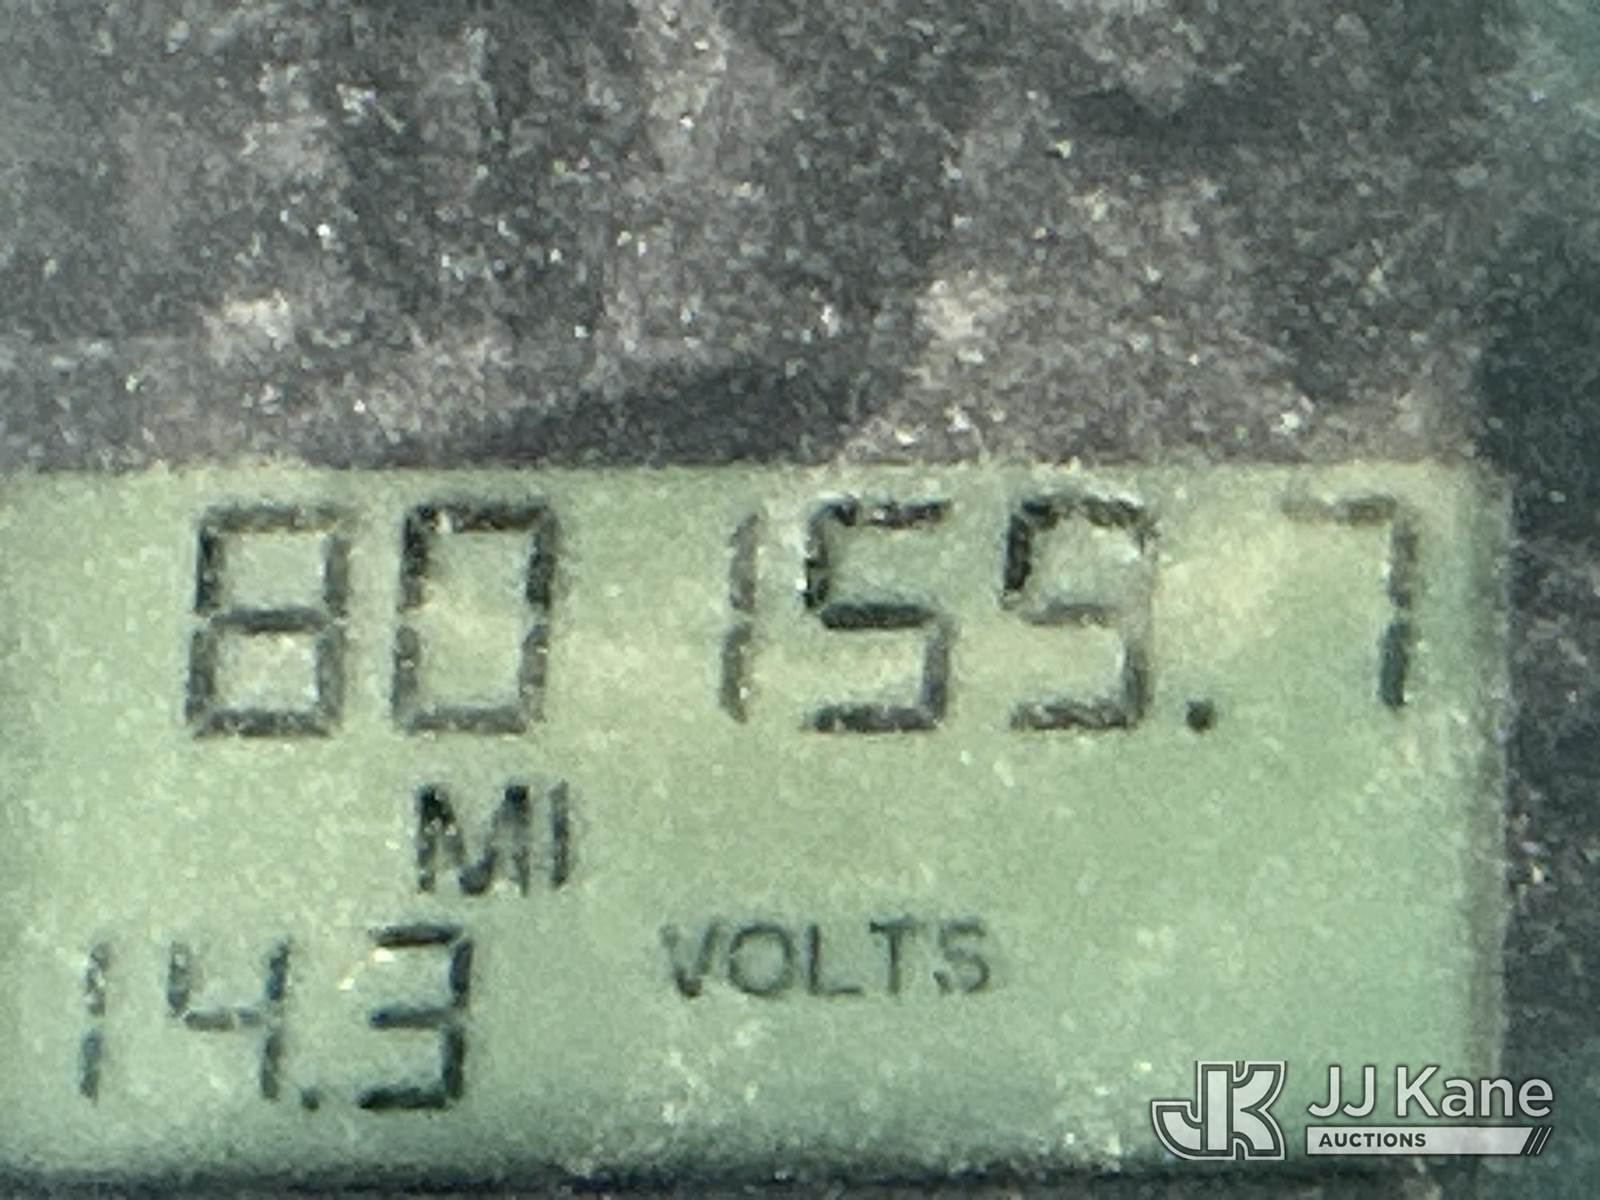 80159.7
MI
14.3 VOLTS
JK JJ Kane
AUCTIONS